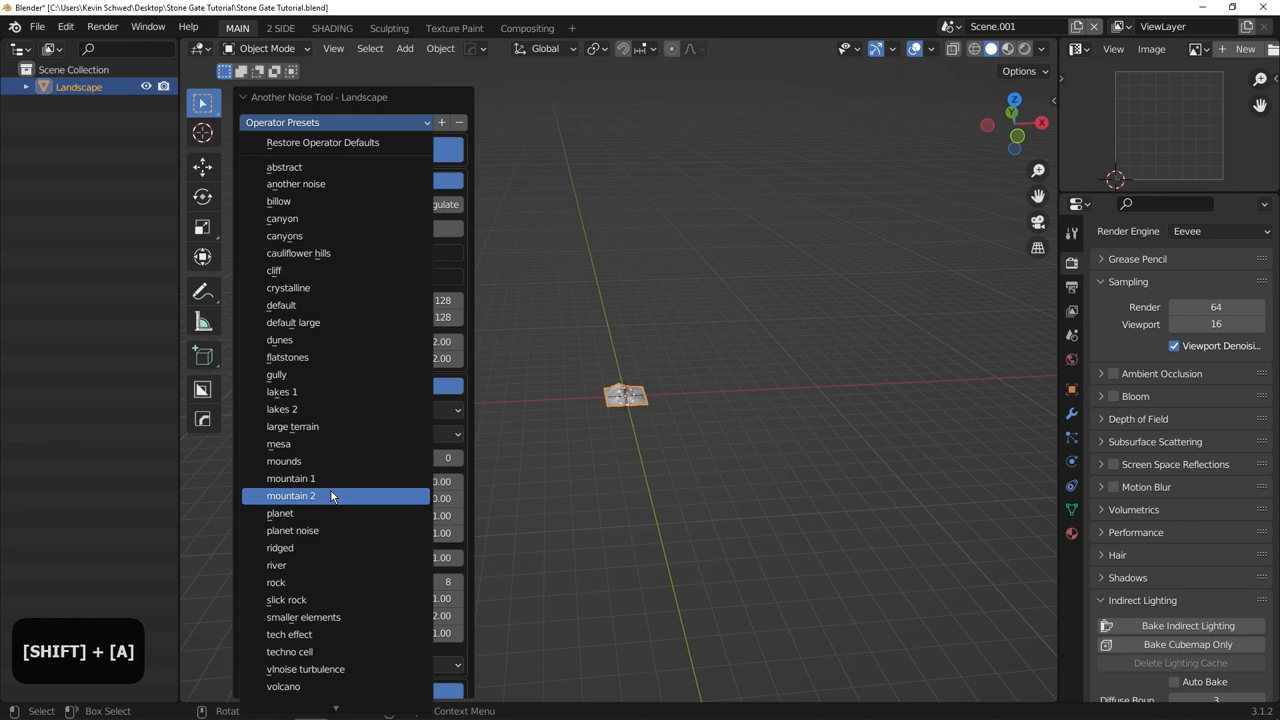 Blender* [C:\Users\Kevin Schwed\Desktop\Stone Gate Tutorial\Stone Gate Tutorial.blend]
File Edit Render Window Help MAIN 2 SIDE SHADING Sculpting Texture Paint Compositing + Scene.001 ViewLayer
Object Mode View Select Add Object Global View Image + New
Options
Scene Collection
Landscape
Another Noise Tool - Landscape
Operator Presets
Restore Operator Defaults
abstract
another noise
billow
gulate
canyon
canyons
cauliflower hills
cliff
crystalline
default 128
default large 128
dunes 2.00
flatstones 2.00
gully
lakes 1
lakes 2
large terrain
mesa
mounds 0
mountain 1 0.00
mountain 2 0.00
planet 1.00
planet noise 1.00
ridged
river 1.00
rock 8
slick rock 1.00
smaller elements 2.00
tech effect 1.00
techno cell
vlnoise turbulence
volcano
Z
Y
X
Render Engine Eevee
Grease Pencil
Sampling
Render 64
Viewport 16
Viewport Denoisi...
Ambient Occlusion
Bloom
Depth of Field
Subsurface Scattering
Screen Space Reflections
Motion Blur
Volumetrics
Performance
Hair
Shadows
Indirect Lighting
Bake Indirect Lighting
Bake Cubemap Only
Delete Lighting Cache
Auto Bake
Diffuse Boun... 3
[SHIFT] + [A]
Select Box Select Rotat Context Menu 3.1.2